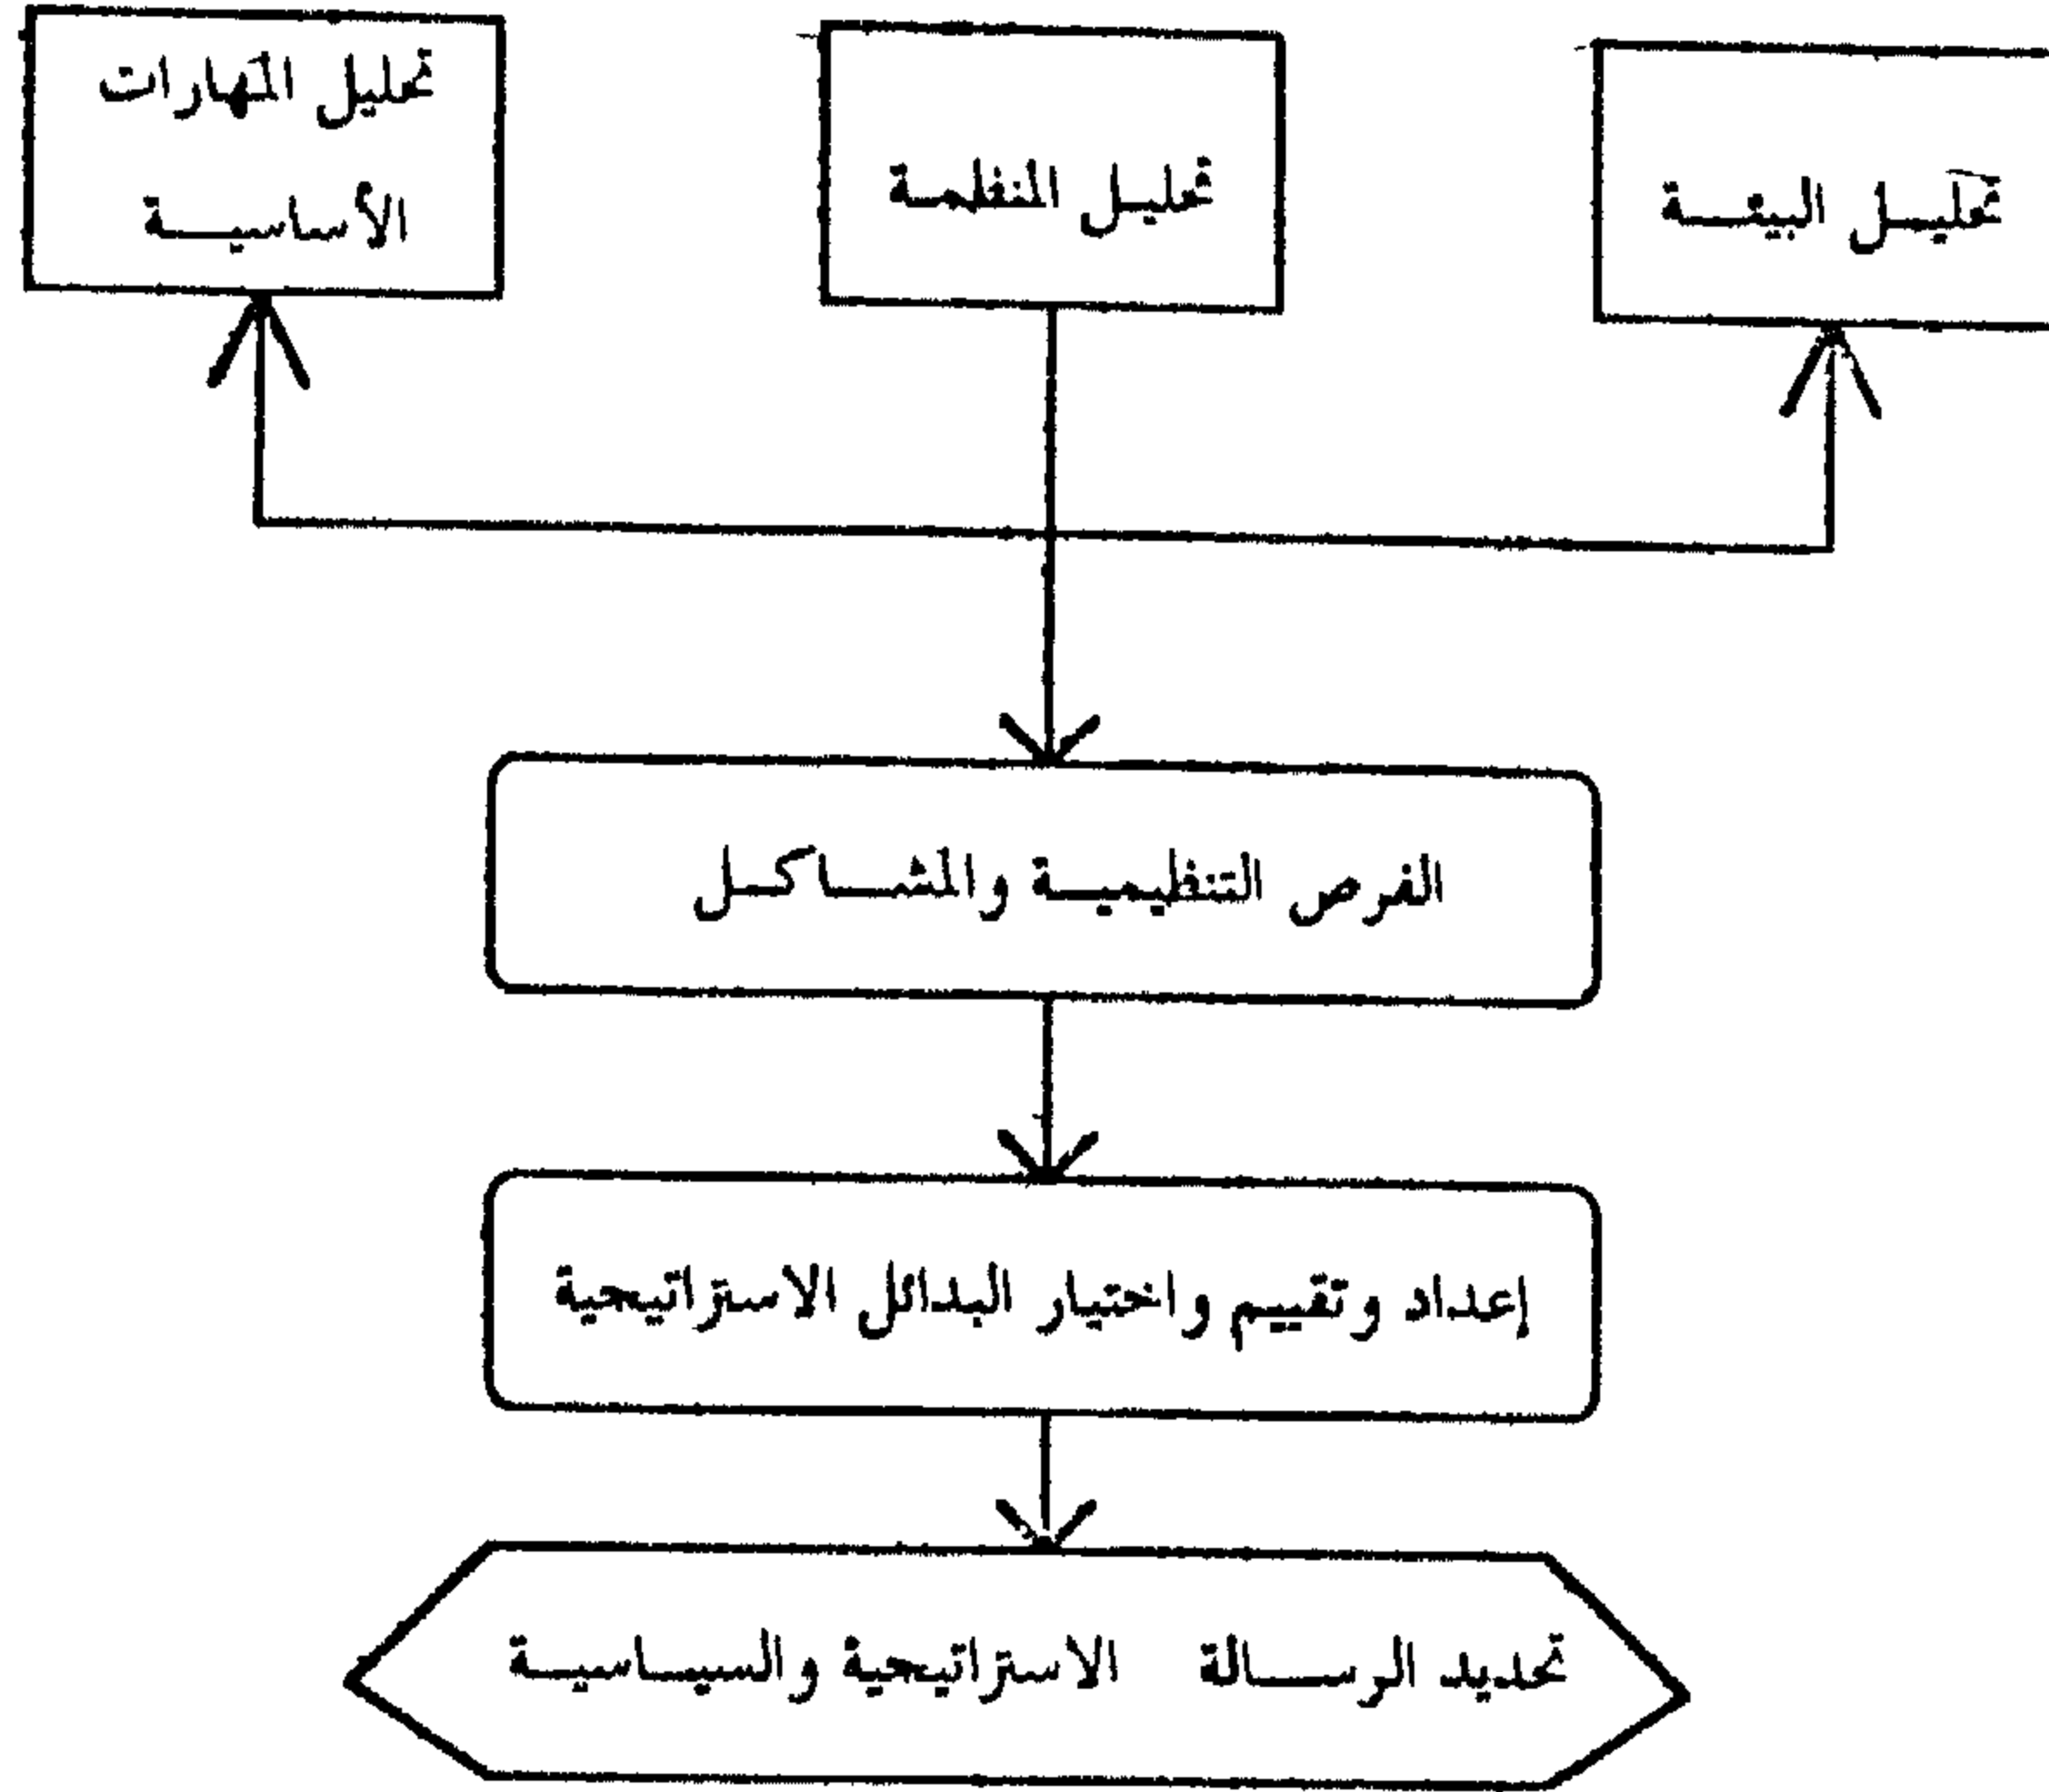 تحليل البيئة
تحليل المنظمة
تحليل المهارات
الأساسية
الفرص التنظيمية والمشاكل
إعداد وتقييم واختيار البدائل الاستراتيجية
تحديد الرسالة الاستراتيجية والسياسية